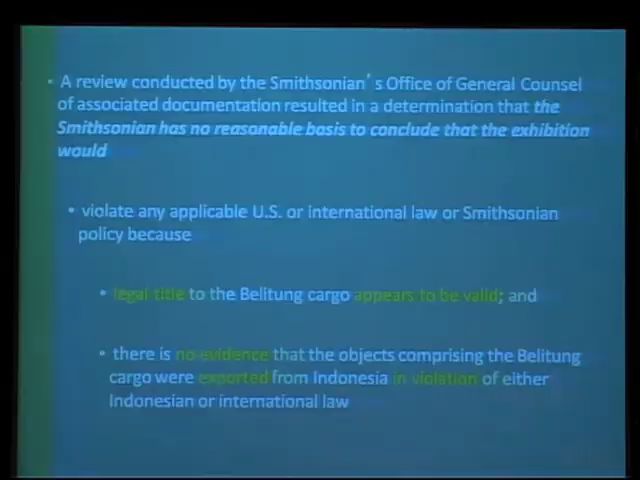 • A review conducted by the Smithsonian's Office of General Counsel
of associated documentation resulted in a determination that the
Smithsonian has no reasonable basis to conclude that the exhibition
would
• violate any applicable U.S. or international law or Smithsonian
policy because
• legal title to the Belitung cargo appears to be valid; and
• there is no evidence that the objects comprising the Belitung
cargo were exported from Indonesia in violation of either
Indonesian or international law